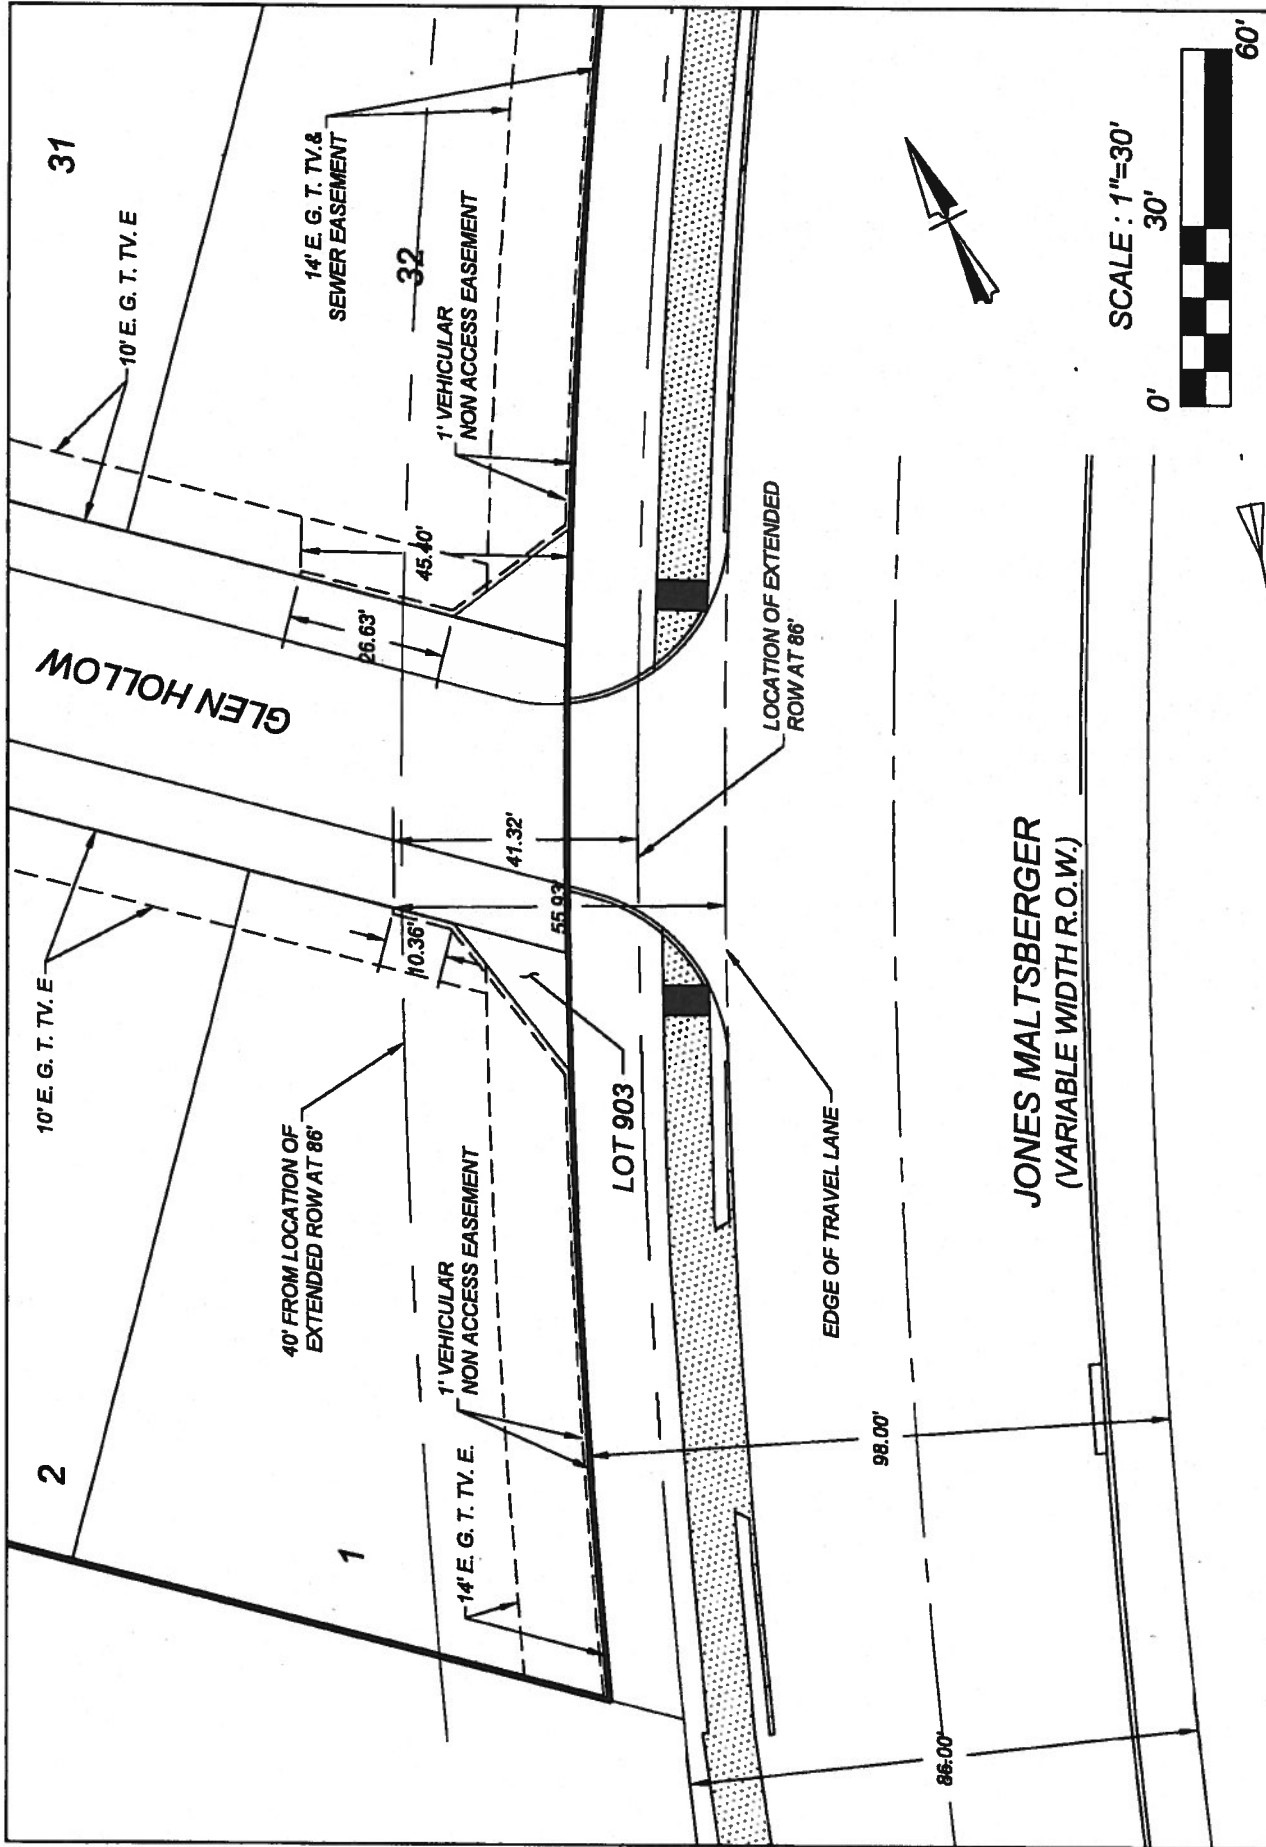 31
10' E. G. T. TV. E
14' E. G. T. TV. &
SEWER EASEMENT
32
1' VEHICULAR
NON ACCESS EASEMENT
45.40'
26.63'
GLEN HOLLOW
LOCATION OF EXTENDED
ROW AT 86'
SCALE : 1"=30'
0'
30'
60'
41.32'
55.93'
10.36'
10' E. G. T. TV. E
40' FROM LOCATION OF
EXTENDED ROW AT 86'
LOT 903
1' VEHICULAR
NON ACCESS EASEMENT
EDGE OF TRAVEL LANE
JONES MALTSBERGER
(VARIABLE WIDTH R.O.W.)
2
1
14' E. G. T. TV. E.
98.00'
86.00'